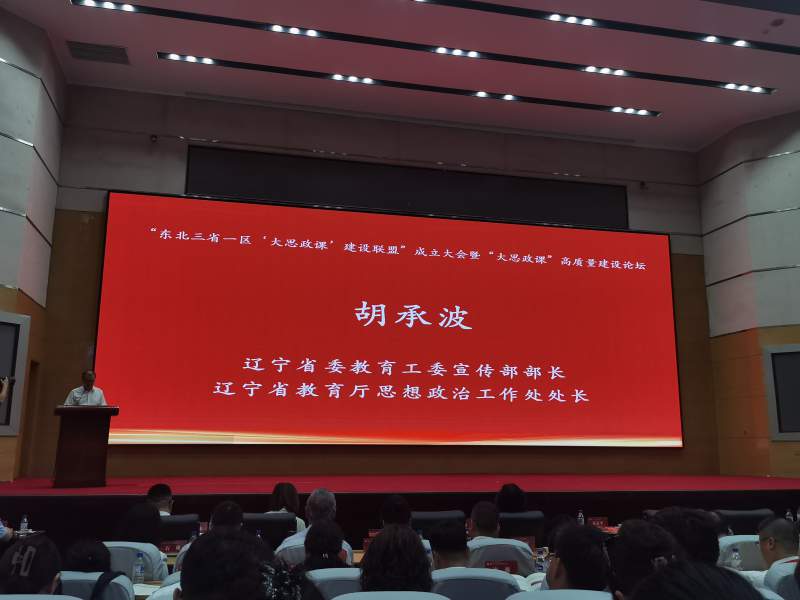 “东北三省一区‘大思政课’建设联盟”成立大会暨“大思政课”高质量建设论坛
胡承波
辽宁省委教育工委宣传部部长
辽宁省教育厅思想政治工作处处长